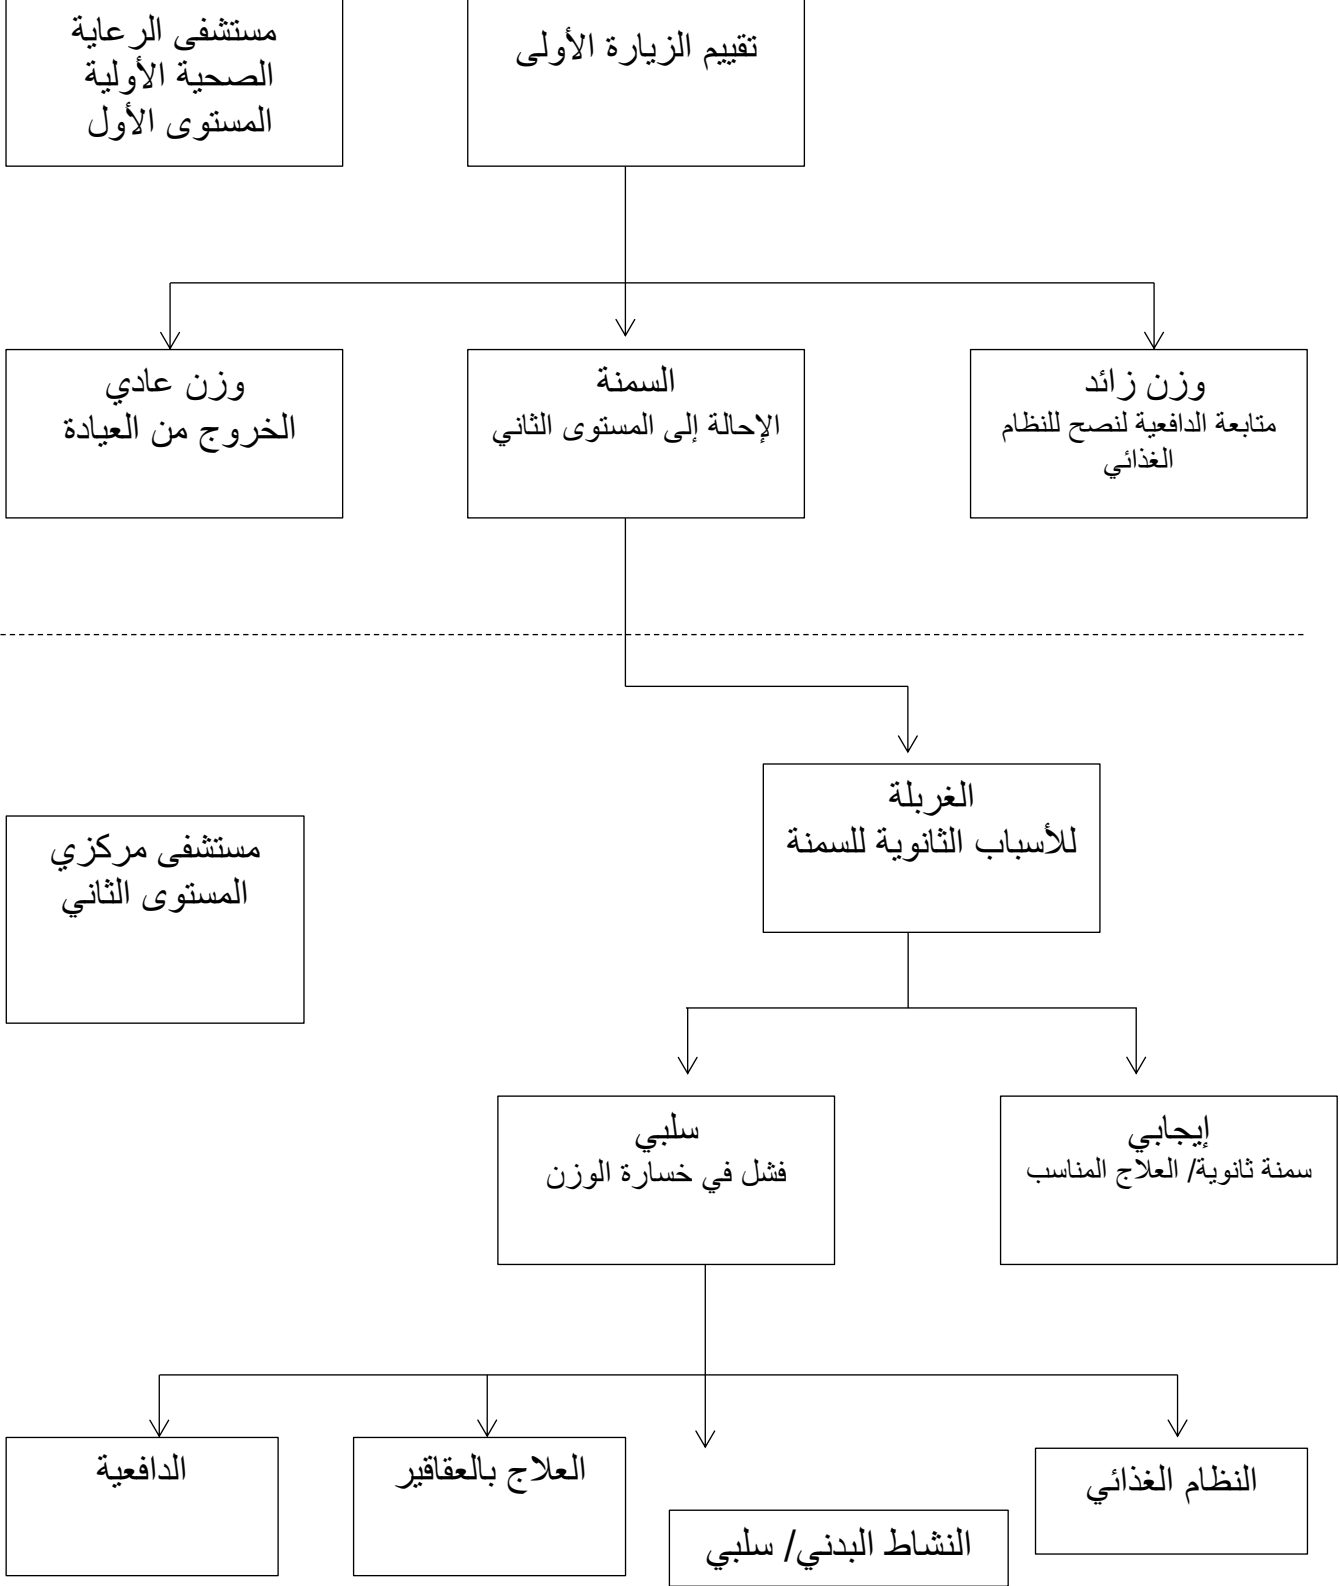 مستشفى الرعاية
الصحية الأولية
المستوى الأول
تقييم الزيارة الأولى
وزن زائد
متابعة الدافعية لنصح للنظام
الغذائي
السمنة
الإحالة إلى المستوى الثاني
وزن عادي
الخروج من العيادة
الغربلة
للأسباب الثانوية للسمنة
مستشفى مركزي
المستوى الثاني
إيجابي
سمنة ثانوية/ العلاج المناسب
سلبي
فشل في خسارة الوزن
النظام الغذائي
النشاط البدني/ سلبي
العلاج بالعقاقير
الدافعية